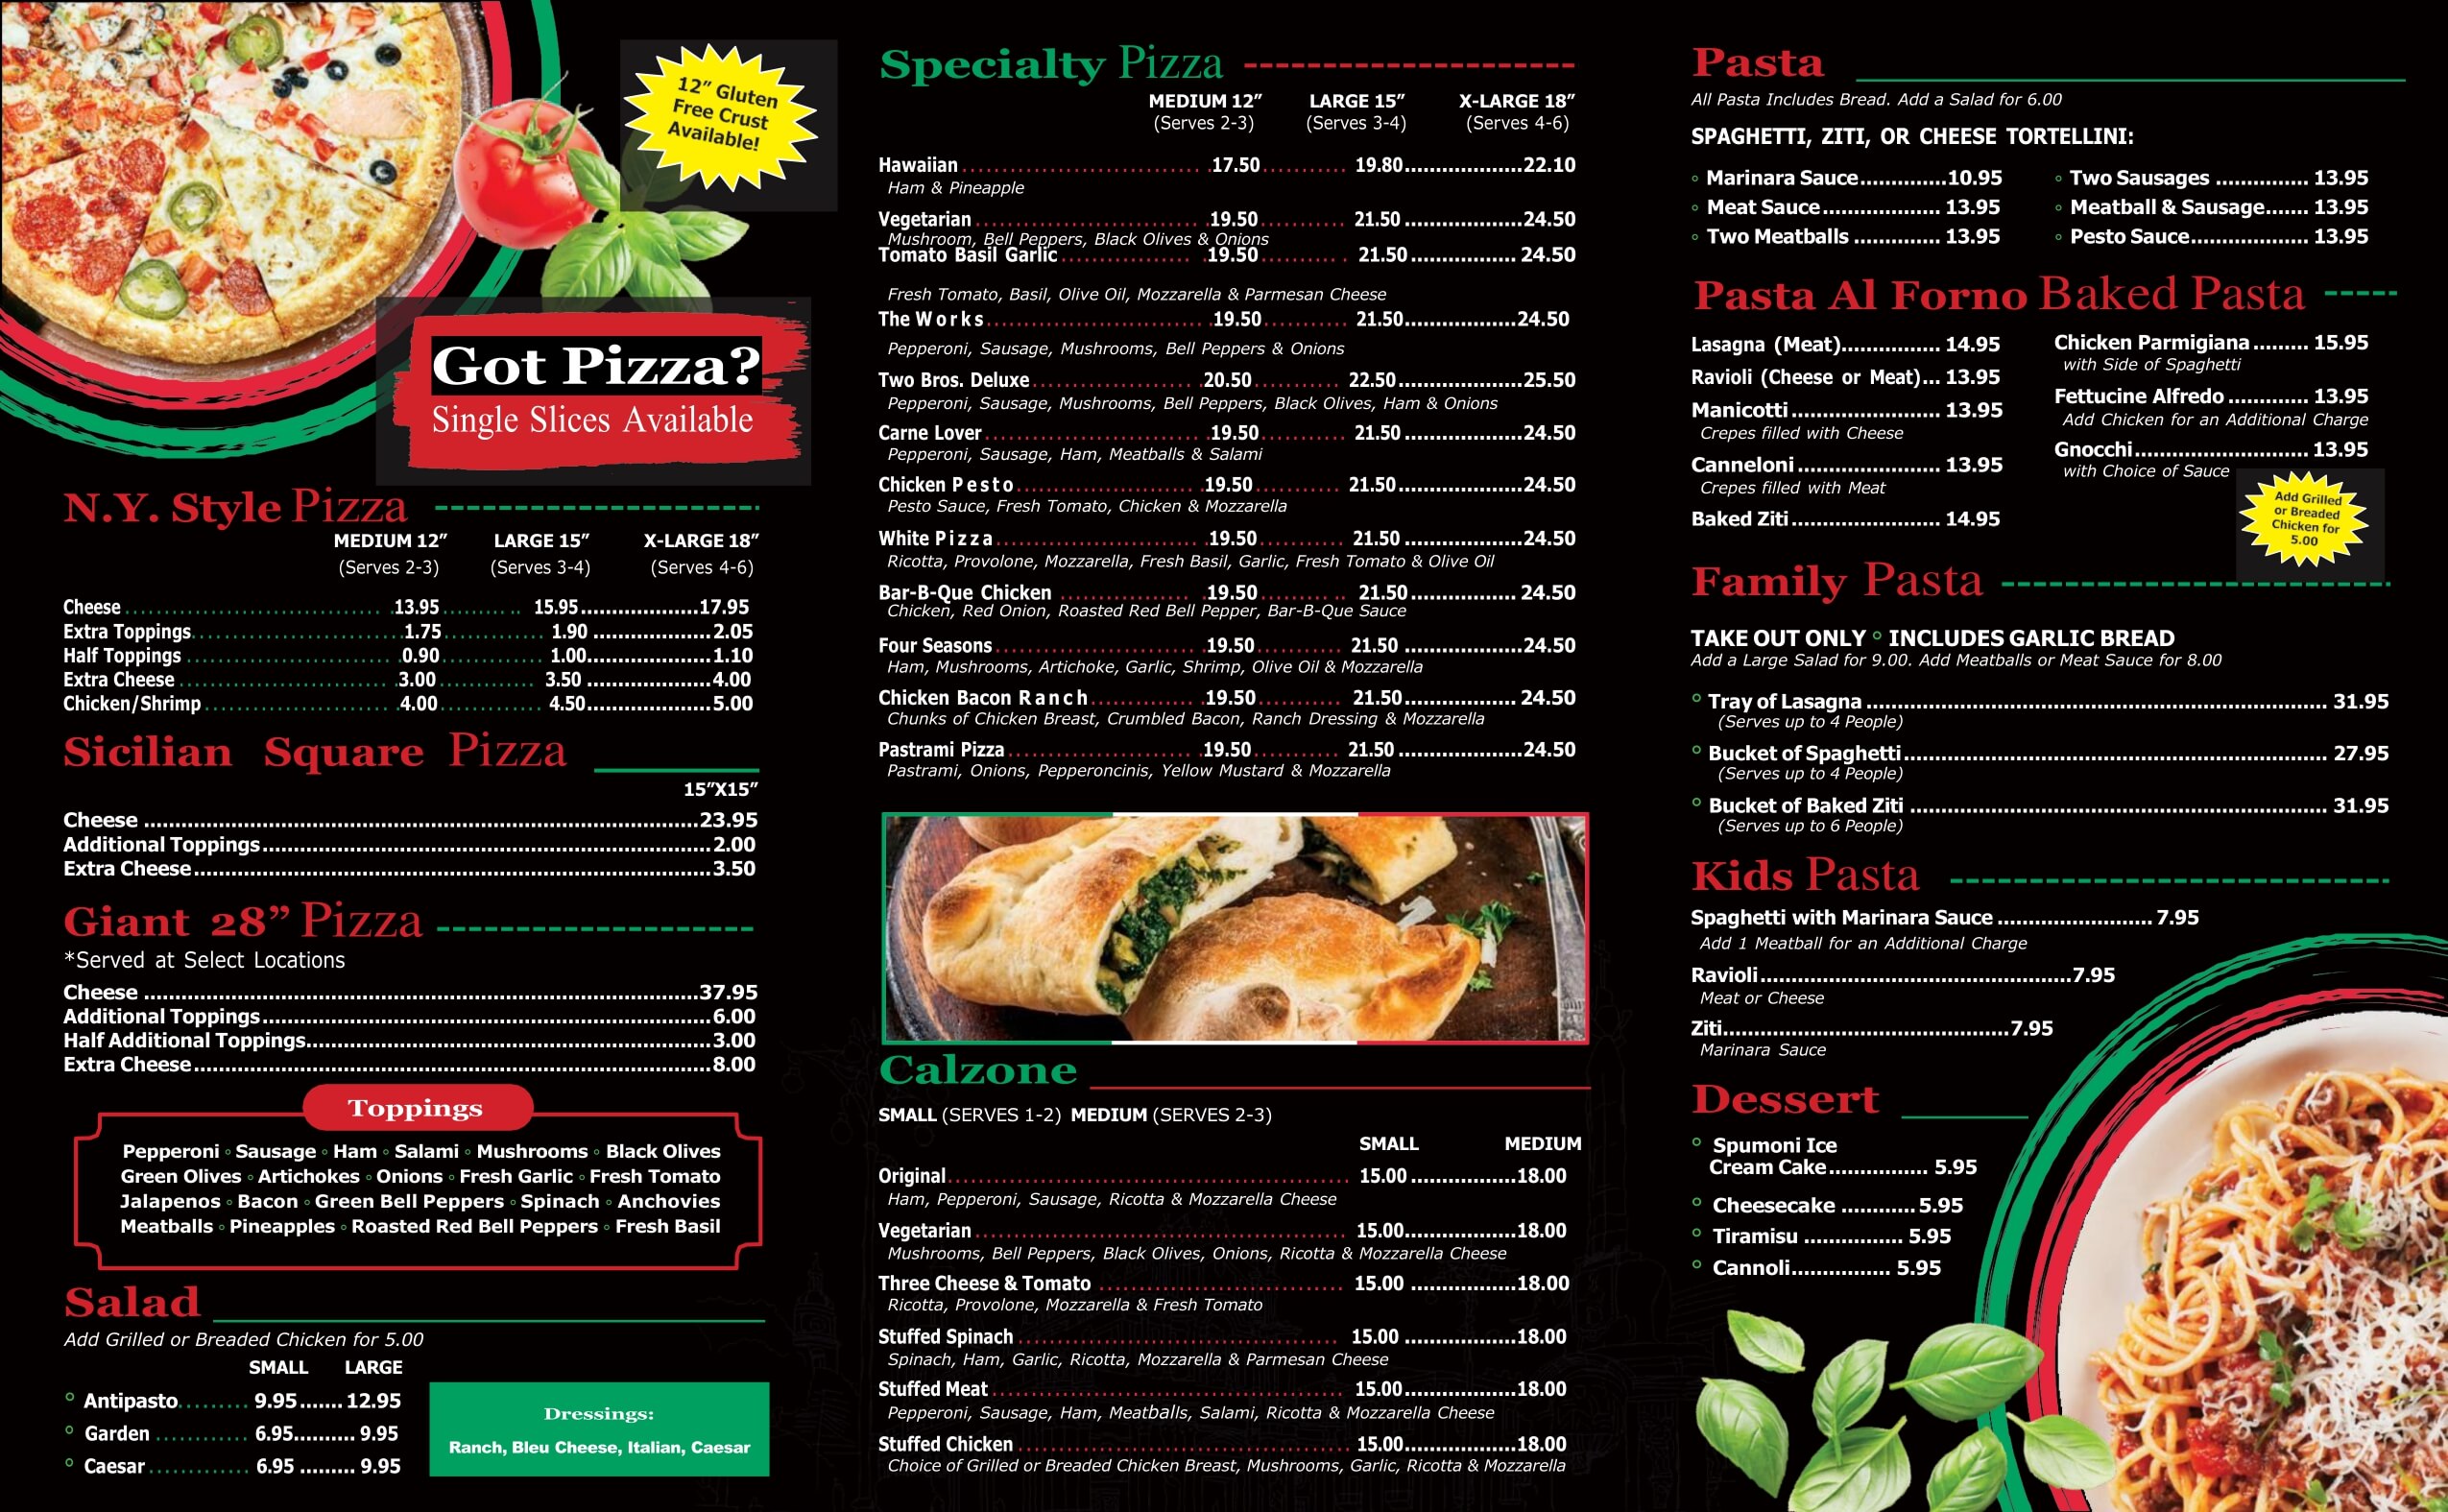 12″ Gluten
Free Crust
Available!
Got Pizza?
Single Slices Available
N.Y. Style Pizza
MEDIUM 12″ LARGE 15″ X-LARGE 18″
(Serves 2-3) (Serves 3-4) (Serves 4-6)
Cheese 13.95 15.95 17.95
Extra Toppings 1.75 1.90 2.05
Half Toppings 0.90 1.00 1.10
Extra Cheese 3.00 3.50 4.00
Chicken/Shrimp 4.00 4.50 5.00
Sicilian Square Pizza
15″X15″
Cheese 23.95
Additional Toppings 2.00
Extra Cheese 3.50
Giant 28” Pizza
*Served at Select Locations
Cheese 37.95
Additional Toppings 6.00
Half Additional Toppings 3.00
Extra Cheese 8.00
Toppings
Pepperoni ◦ Sausage ◦ Ham ◦ Salami ◦ Mushrooms ◦ Black Olives
Green Olives ◦ Artichokes ◦ Onions ◦ Fresh Garlic ◦ Fresh Tomato
Jalapenos ◦ Bacon ◦ Green Bell Peppers ◦ Spinach ◦ Anchovies
Meatballs ◦ Pineapples ◦ Roasted Red Bell Peppers ◦ Fresh Basil
Salad
Add Grilled or Breaded Chicken for 5.00
SMALL LARGE
° Antipasto 9.95 12.95
° Garden 6.95 9.95
° Caesar 6.95 9.95
Dressings:
Ranch, Bleu Cheese, Italian, Caesar
Specialty Pizza
MEDIUM 12″ LARGE 15″ X-LARGE 18″
(Serves 2-3) (Serves 3-4) (Serves 4-6)
Hawaiian 17.50 19.80 22.10
Ham & Pineapple
Vegetarian 19.50 21.50 24.50
Mushroom, Bell Peppers, Black Olives & Onions
Tomato Basil Garlic 19.50 21.50 24.50
Fresh Tomato, Basil, Olive Oil, Mozzarella & Parmesan Cheese
The Works 19.50 21.50 24.50
Pepperoni, Sausage, Mushrooms, Bell Peppers & Onions
Two Bros. Deluxe 20.50 22.50 25.50
Pepperoni, Sausage, Mushrooms, Bell Peppers, Black Olives, Ham & Onions
Carne Lover 19.50 21.50 24.50
Pepperoni, Sausage, Ham, Meatballs & Salami
Chicken Pesto 19.50 21.50 24.50
Pesto Sauce, Fresh Tomato, Chicken & Mozzarella
White Pizza 19.50 21.50 24.50
Ricotta, Provolone, Mozzarella, Fresh Basil, Garlic, Fresh Tomato & Olive Oil
Bar-B-Que Chicken 19.50 21.50 24.50
Chicken, Red Onion, Roasted Red Bell Pepper, Bar-B-Que Sauce
Four Seasons 19.50 21.50 24.50
Ham, Mushrooms, Artichoke, Garlic, Shrimp, Olive Oil & Mozzarella
Chicken Bacon Ranch 19.50 21.50 24.50
Chunks of Chicken Breast, Crumbled Bacon, Ranch Dressing & Mozzarella
Pastrami Pizza 19.50 21.50 24.50
Pastrami, Onions, Pepperoncinis, Yellow Mustard & Mozzarella
Calzone
SMALL (SERVES 1-2) MEDIUM (SERVES 2-3)
SMALL MEDIUM
Original 15.00 18.00
Ham, Pepperoni, Sausage, Ricotta & Mozzarella Cheese
Vegetarian 15.00 18.00
Mushrooms, Bell Peppers, Black Olives, Onions, Ricotta & Mozzarella Cheese
Three Cheese & Tomato 15.00 18.00
Ricotta, Provolone, Mozzarella & Fresh Tomato
Stuffed Spinach 15.00 18.00
Spinach, Ham, Garlic, Ricotta, Mozzarella & Parmesan Cheese
Stuffed Meat 15.00 18.00
Pepperoni, Sausage, Ham, Meatballs, Salami, Ricotta & Mozzarella Cheese
Stuffed Chicken 15.00 18.00
Choice of Grilled or Breaded Chicken Breast, Mushrooms, Garlic, Ricotta & Mozzarella
Pasta
All Pasta Includes Bread. Add a Salad for 6.00
SPAGHETTI, ZITI, OR CHEESE TORTELLINI:
◦ Marinara Sauce 10.95
◦ Meat Sauce 13.95
◦ Two Meatballs 13.95
◦ Two Sausages 13.95
◦ Meatball & Sausage 13.95
◦ Pesto Sauce 13.95
Pasta Al Forno Baked Pasta
Lasagna (Meat) 14.95
Ravioli (Cheese or Meat) 13.95
Manicotti 13.95
Crepes filled with Cheese
Canneloni 13.95
Crepes filled with Meat
Baked Ziti 14.95
Chicken Parmigiana 15.95
with Side of Spaghetti
Fettucine Alfredo 13.95
Add Chicken for an Additional Charge
Gnocchi 13.95
with Choice of Sauce
Add Grilled
or Breaded
Chicken for
5.00
Family Pasta
TAKE OUT ONLY ° INCLUDES GARLIC BREAD
Add a Large Salad for 9.00. Add Meatballs or Meat Sauce for 8.00
° Tray of Lasagna 31.95
(Serves up to 4 People)
° Bucket of Spaghetti 27.95
(Serves up to 4 People)
° Bucket of Baked Ziti 31.95
(Serves up to 6 People)
Kids Pasta
Spaghetti with Marinara Sauce 7.95
Add 1 Meatball for an Additional Charge
Ravioli 7.95
Meat or Cheese
Ziti 7.95
Marinara Sauce
Dessert
° Spumoni Ice
Cream Cake 5.95
° Cheesecake 5.95
° Tiramisu 5.95
° Cannoli 5.95